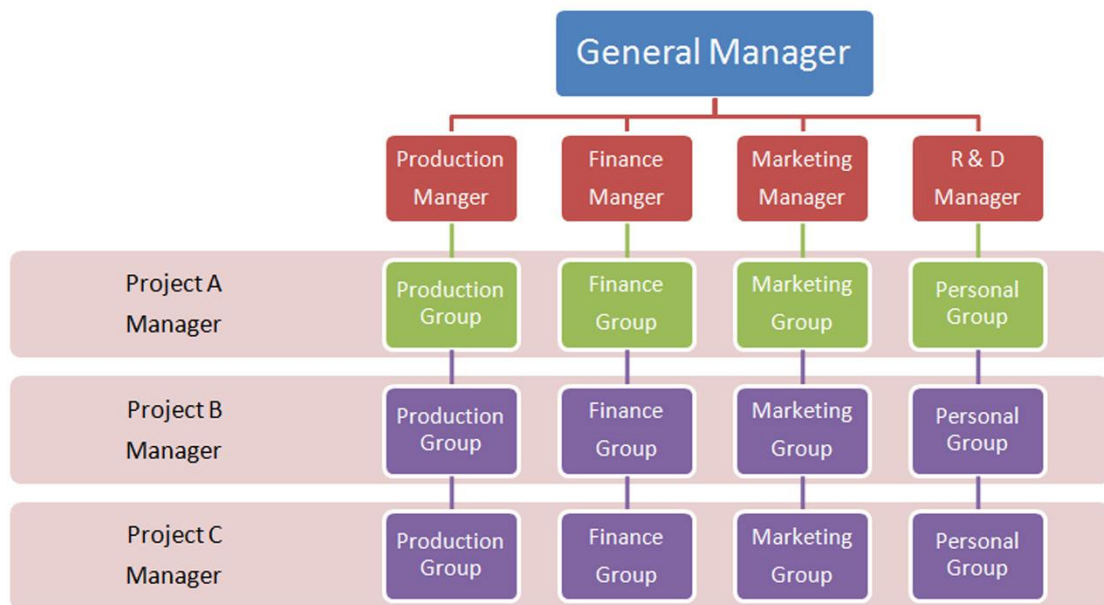 General Manager
Production
Manger
Finance
Manger
Marketing
Manager
R & D
Manager
Project A
Manager
Production
Group
Finance
Group
Marketing
Group
Personal
Group
Project B
Manager
Production
Group
Finance
Group
Marketing
Group
Personal
Group
Project C
Manager
Production
Group
Finance
Group
Marketing
Group
Personal
Group